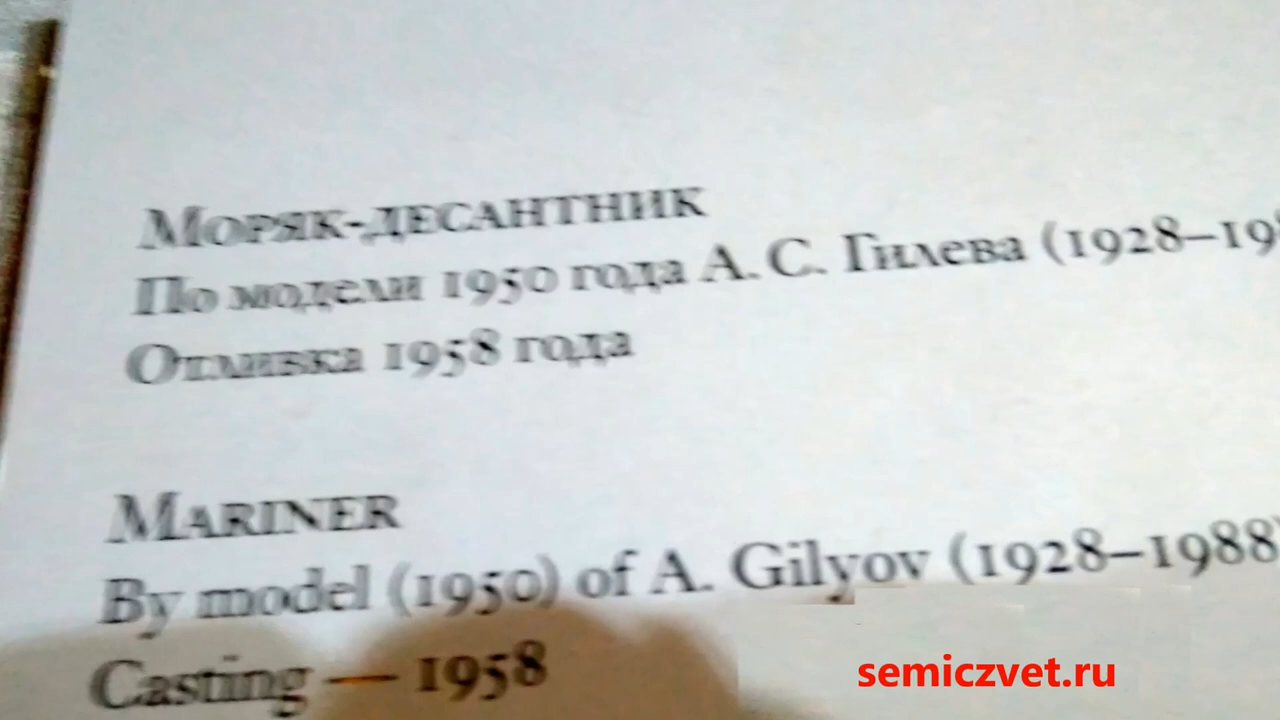 Моряк-десантник
По модели 1950 года А. С. Гилева (1928–19
Отливка 1958 года
Mariner
By model (1950) of A. Gilyov (1928–1988)
Casting — 1958
semiczvet.ru